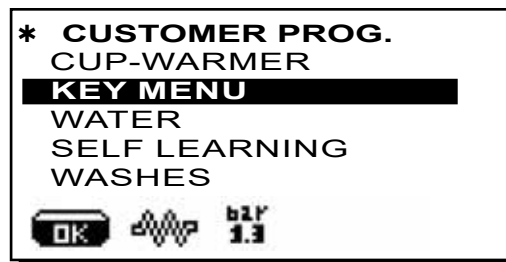 * CUSTOMER PROG.
CUP-WARMER
KEY MENU
WATER
SELF LEARNING
WASHES
OK bar
1.3